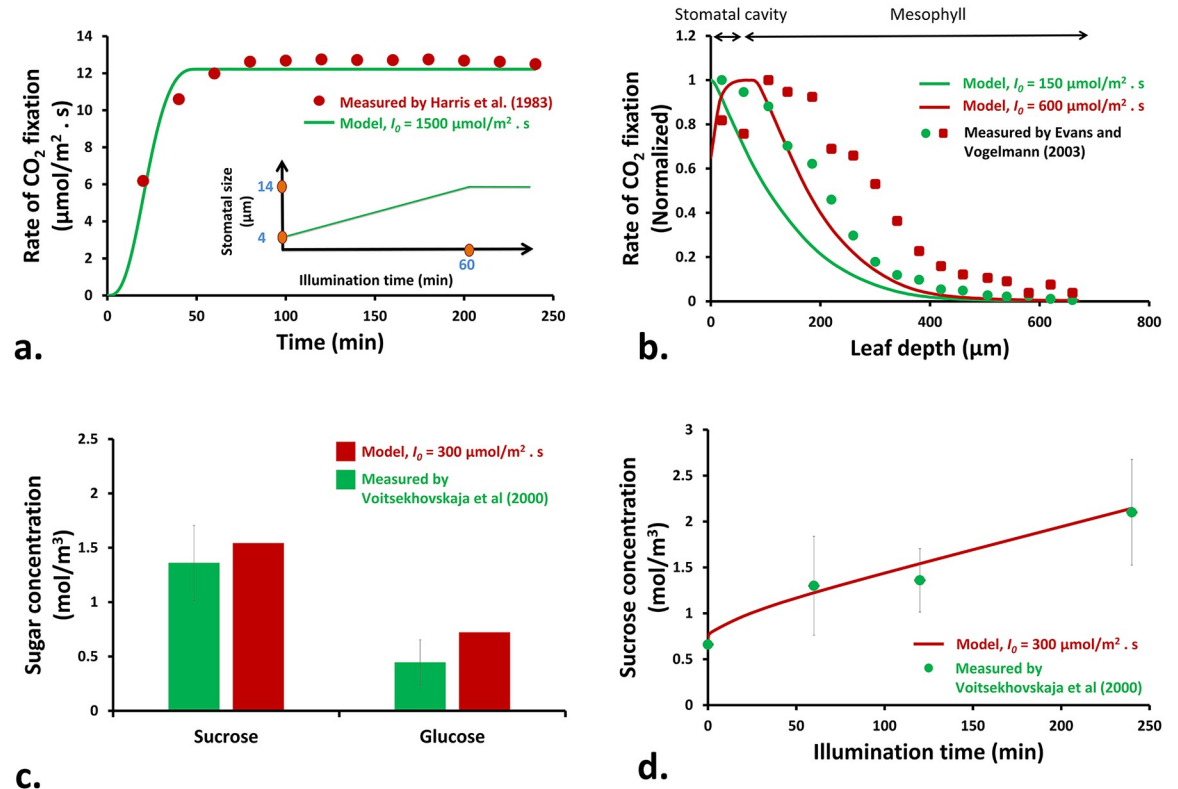 14
12
10
8
6
4
2
0
0
50
100
150
200
250
Rate of CO2 fixation
(µmol/m2 . s)
Time (min)
Measured by Harris et al. (1983)
Model, I0 = 1500 µmol/m2 . s
Stomatal size
(µm)
14
4
60
Illumination time (min)
a.
Stomatal cavity
Mesophyll
1.2
1
0.8
0.6
0.4
0.2
0
0
200
400
600
800
Rate of CO2 fixation
(Normalized)
Leaf depth (µm)
Model, I0 = 150 µmol/m2 . s
Model, I0 = 600 µmol/m2 . s
Measured by Evans and
Vogelmann (2003)
b.
2.5
2
1.5
1
0.5
0
Sugar concentration
(mol/m3)
Sucrose
Glucose
Model, I0 = 300 µmol/m2 . s
Measured by
Voitsekhovskaja et al (2000)
c.
3
2.5
2
1.5
1
0.5
0
0
50
100
150
200
250
Sucrose concentration
(mol/m3)
Illumination time (min)
Model, I0 = 300 µmol/m2 . s
Measured by
Voitsekhovskaja et al (2000)
d.